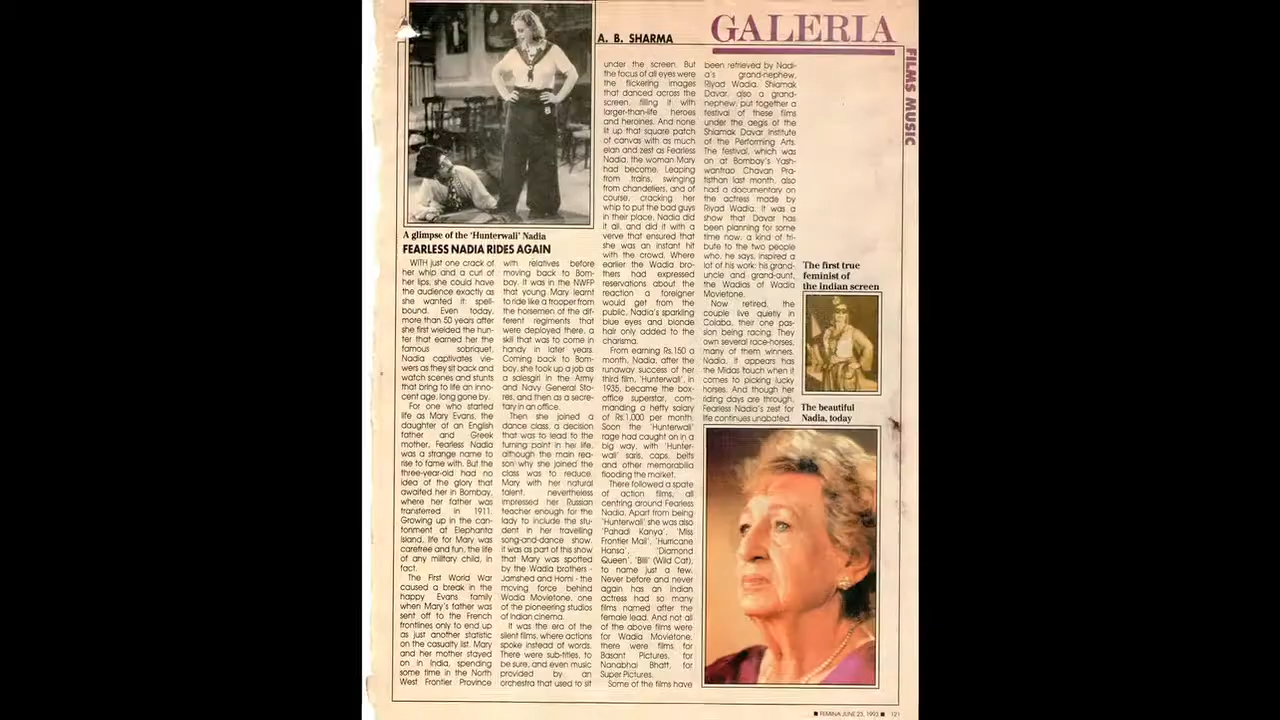 A. B. SHARMA
GALERIA
FILMS MUSIC
A glimpse of the 'Hunterwali' Nadia
FEARLESS NADIA RIDES AGAIN
WITH just one crack of
her whip and a curl of
her lips, she could have
the audience exactly as
she wanted it: spell-
bound. Even today,
more than 50 years after
she first wielded the hun-
ter that earned her the
famous sobriquet,
Nadia captivates vie-
wers as they sit back and
watch scenes and stunts
that bring to life an inno-
cent age, long gone by.
For one who started
life as Mary Evans, the
daughter of an English
father and Greek
mother, Fearless Nadia
was a strange name to
rise to fame with. But the
three-year-old had no
idea of the glory that
awaited her in Bombay,
where her father was
transferred in 1911.
Growing up in the can-
tonment at Elephanta
Island, life for Mary was
carefree and fun, the life
of any military child, in
fact.
The First World War
caused a break in the
happy Evans family
when Mary's father was
sent off to the French
frontlines only to end up
as just another statistic
on the casualty list. Mary
and her mother stayed
on in India, spending
some time in the North
West Frontier Province
with relatives before
moving back to Bom-
bay. It was in the NWFP
that young Mary learnt
to ride like a trooper from
the horsemen of the dif-
ferent regiments that
were deployed there, a
skill that was to come in
handy in later years.
Coming back to Bom-
bay, she took up a job as
a salesgirl in the Army
and Navy General Sto-
res, and then as a secre-
tary in an office.
Then she joined a
dance class, a decision
that was to lead to the
turning point in her life,
although the main rea-
son why she joined the
class was to reduce.
Mary with her natural
talent, nevertheless
impressed her Russian
teacher enough for the
lady to include the stu-
dent in her travelling
song-and-dance show.
It was as part of this show
that Mary was spotted
by the Wadia brothers -
Jamshed and Homi - the
moving force behind
Wadia Movietone, one
of the pioneering studios
of Indian cinema.
It was the era of the
silent films, where actions
spoke instead of words.
There were sub-titles, to
be sure, and even music
provided by an
orchestra that used to sit
under the screen. But
the focus of all eyes were
the flickering images
that danced across the
screen, filling it with
larger-than-life heroes
and heroines. And none
lit up that square patch
of canvas with as much
elan and zest as Fearless
Nadia, the woman Mary
had become. Leaping
from trains, swinging
from chandeliers, and of
course, cracking her
whip to put the bad guys
in their place, Nadia did
it all, and did it with a
verve that ensured that
she was an instant hit
with the crowd. Where
earlier the Wadia bro-
thers had expressed
reservations about the
reaction a foreigner
would get from the
public, Nadia's sparkling
blue eyes and blonde
hair only added to the
charisma.
From earning Rs.150 a
month, Nadia, after the
runaway success of her
third film, 'Hunterwali', in
1935, became the box-
office superstar, com-
manding a hefty salary
of Rs.1,000 per month.
Soon the 'Hunterwali'
rage had caught on in a
big way, with 'Hunter-
wali' saris, caps, belts
and other memorabilia
flooding the market.
There followed a spate
of action films, all
centring around Fearless
Nadia. Apart from being
'Hunterwali' she was also
'Pahadi Kanya', 'Miss
Frontier Mail', 'Hurricane
Hansa', 'Diamond
Queen', 'Billi' (Wild Cat),
to name just a few.
Never before and never
again has an Indian
actress had so many
films named after the
female lead. And not all
of the above films were
for Wadia Movietone,
there were films for
Basant Pictures, for
Nanabhai Bhatt, for
Super Pictures.
Some of the films have
been retrieved by Nadi-
a's grand-nephew,
Riyad Wadia. Shiamak
Davar, also a grand-
nephew, put together a
festival of these films
under the aegis of the
Shiamak Davar Institute
of the Performing Arts.
The festival, which was
on at Bombay's Yash-
wantrao Chavan Pra-
tisthan last month, also
had a documentary on
the actress made by
Riyad Wadia. It was a
show that Davar has
been planning for some
time now, a kind of tri-
bute to the two people
who, he says, inspired a
lot of his work: his grand-
uncle and grand-aunt,
the Wadias of Wadia
Movietone.
Now retired, the
couple live quietly in
Colaba, their one pas-
sion being racing. They
own several race-horses,
many of them winners.
Nadia, it appears has
the Midas touch when it
comes to picking lucky
horses. And though her
riding days are through,
Fearless Nadia's zest for
life continues unabated.
The first true
feminist of
the indian screen
The beautiful
Nadia, today
■ FEMINA JUNE 23, 1993 ■ 121